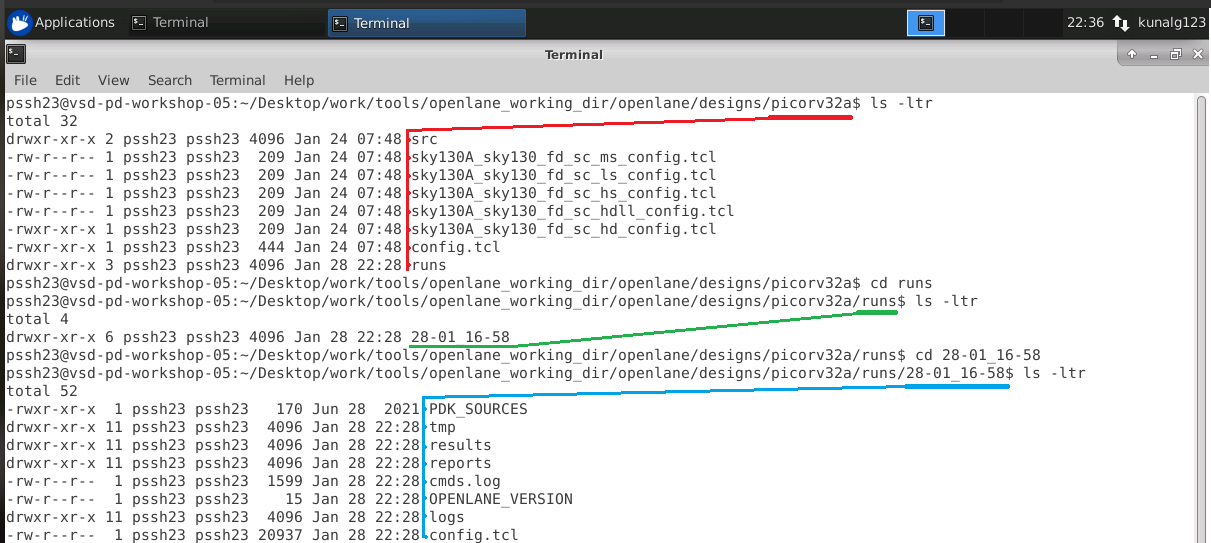 Applications Terminal Terminal 22:36 kunalg123
Terminal
File Edit View Search Terminal Help
pssh23@vsd-pd-workshop-05:~/Desktop/work/tools/openlane_working_dir/openlane/designs/picorv32a$ ls -ltr
total 32
drwxr-xr-x 2 pssh23 pssh23 4096 Jan 24 07:48 src
-rw-r--r-- 1 pssh23 pssh23  209 Jan 24 07:48 sky130A_sky130_fd_sc_ms_config.tcl
-rw-r--r-- 1 pssh23 pssh23  209 Jan 24 07:48 sky130A_sky130_fd_sc_ls_config.tcl
-rw-r--r-- 1 pssh23 pssh23  209 Jan 24 07:48 sky130A_sky130_fd_sc_hs_config.tcl
-rw-r--r-- 1 pssh23 pssh23  209 Jan 24 07:48 sky130A_sky130_fd_sc_hdll_config.tcl
-rw-r--r-- 1 pssh23 pssh23  209 Jan 24 07:48 sky130A_sky130_fd_sc_hd_config.tcl
-rwxr-xr-x 1 pssh23 pssh23  444 Jan 24 07:48 config.tcl
drwxr-xr-x 3 pssh23 pssh23 4096 Jan 28 22:28 runs
pssh23@vsd-pd-workshop-05:~/Desktop/work/tools/openlane_working_dir/openlane/designs/picorv32a$ cd runs
pssh23@vsd-pd-workshop-05:~/Desktop/work/tools/openlane_working_dir/openlane/designs/picorv32a/runs$ ls -ltr
total 4
drwxr-xr-x 6 pssh23 pssh23 4096 Jan 28 22:28 28-01_16-58
pssh23@vsd-pd-workshop-05:~/Desktop/work/tools/openlane_working_dir/openlane/designs/picorv32a/runs$ cd 28-01_16-58
pssh23@vsd-pd-workshop-05:~/Desktop/work/tools/openlane_working_dir/openlane/designs/picorv32a/runs/28-01_16-58$ ls -ltr
total 52
-rwxr-xr-x  1 pssh23 pssh23   170 Jun 28  2021 PDK_SOURCES
drwxr-xr-x 11 pssh23 pssh23  4096 Jan 28 22:28 tmp
drwxr-xr-x 11 pssh23 pssh23  4096 Jan 28 22:28 results
drwxr-xr-x 11 pssh23 pssh23  4096 Jan 28 22:28 reports
-rw-r--r--  1 pssh23 pssh23  1599 Jan 28 22:28 cmds.log
-rw-r--r--  1 pssh23 pssh23    15 Jan 28 22:28 OPENLANE_VERSION
drwxr-xr-x 11 pssh23 pssh23  4096 Jan 28 22:28 logs
-rw-r--r--  1 pssh23 pssh23 20937 Jan 28 22:28 config.tcl